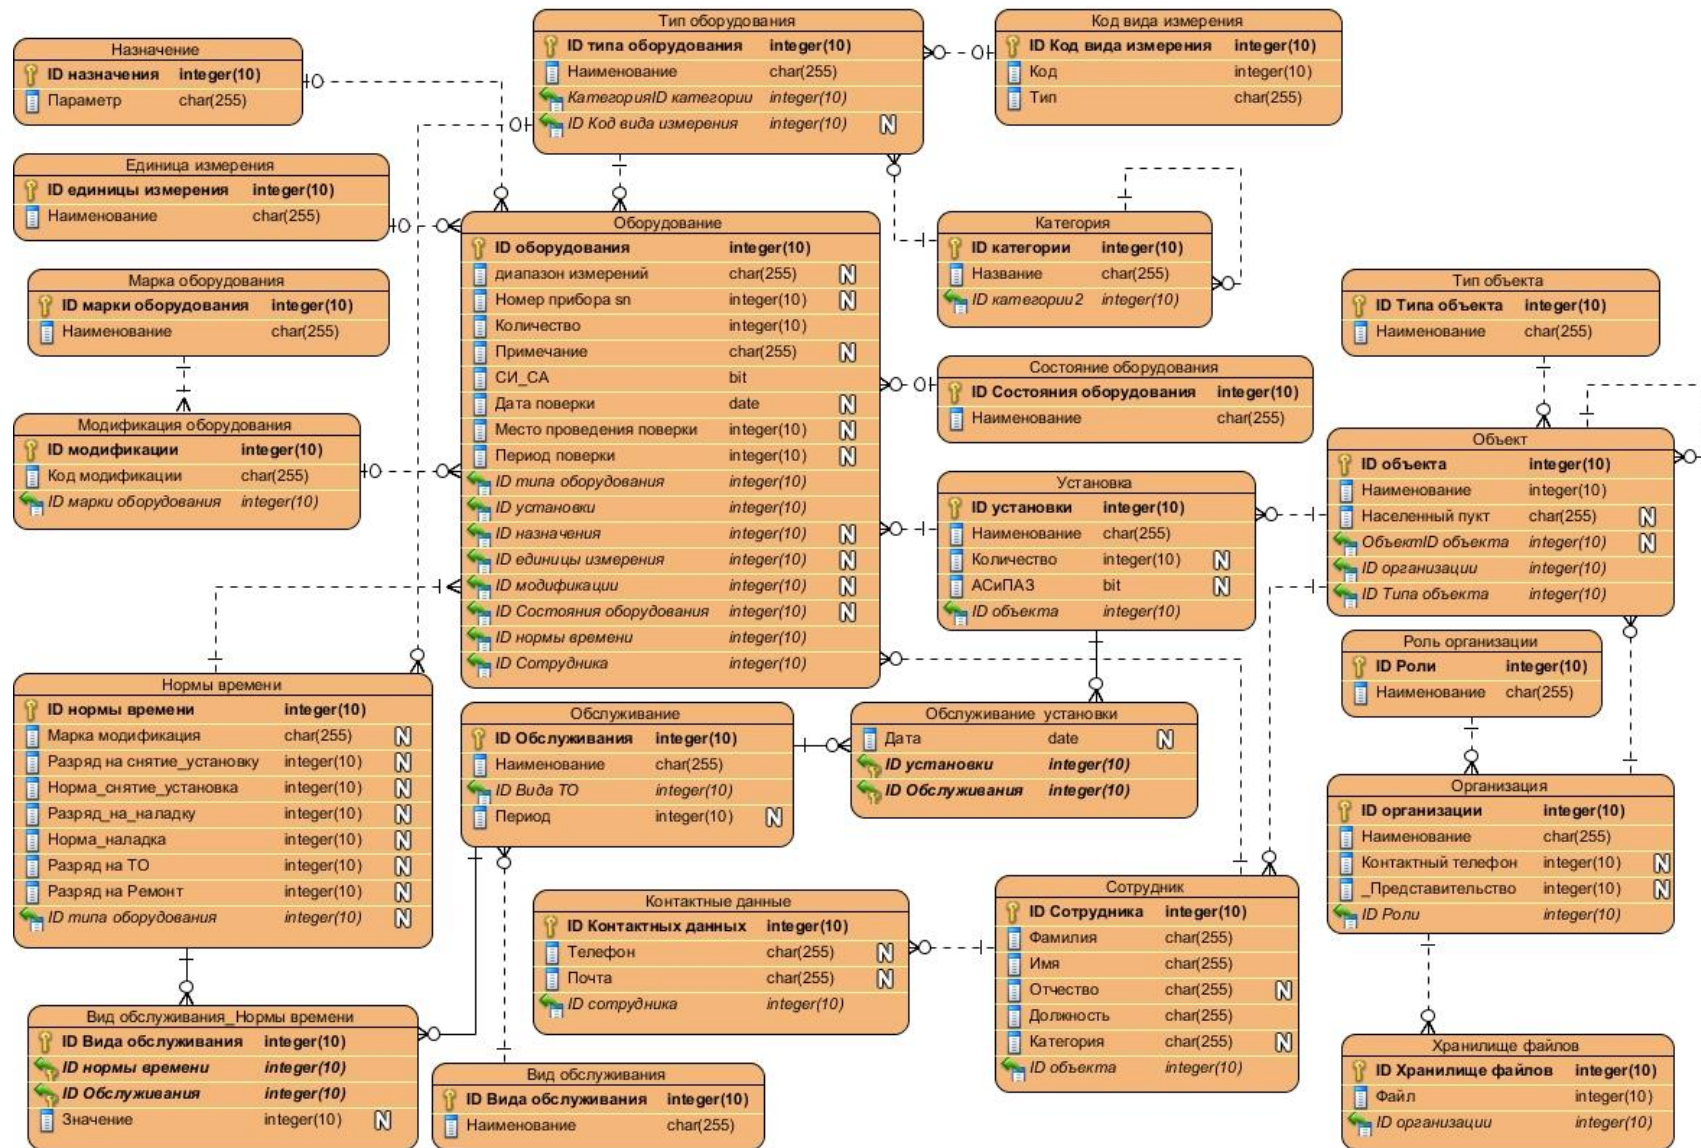 Назначение
ID назначения integer(10)
Параметр char(255)
Тип оборудования
ID типа оборудования integer(10)
Наименование char(255)
КатегорияID категории integer(10)
ID Код вида измерения integer(10) N
Код вида измерения
ID Код вида измерения integer(10)
Код integer(10)
Тип char(255)
Единица измерения
ID единицы измерения integer(10)
Наименование char(255)
Марка оборудования
ID марки оборудования integer(10)
Наименование char(255)
Модификация оборудования
ID модификации integer(10)
Код модификации char(255)
ID марки оборудования integer(10)
Оборудование
ID оборудования integer(10)
диапазон измерений char(255) N
Номер прибора sn integer(10) N
Количество integer(10)
Примечание char(255) N
СИ_СА bit
Дата поверки date N
Место проведения поверки integer(10) N
Период поверки integer(10) N
ID типа оборудования integer(10)
ID установки integer(10)
ID назначения integer(10) N
ID единицы измерения integer(10) N
ID модификации integer(10) N
ID Состояния оборудования integer(10) N
ID нормы времени integer(10)
ID Сотрудника integer(10)
Категория
ID категории integer(10)
Название char(255)
ID категории2 integer(10)
Состояние оборудования
ID Состояния оборудования integer(10)
Наименование char(255)
Установка
ID установки integer(10)
Наименование char(255)
Количество integer(10) N
АСиПАЗ bit N
ID объекта integer(10)
Тип объекта
ID Типа объекта integer(10)
Наименование char(255)
Объект
ID объекта integer(10)
Наименование integer(10)
Населенный пункт char(255) N
ОбъектID объекта integer(10) N
ID организации integer(10)
ID Типа объекта integer(10)
Роль организации
ID Роли integer(10)
Наименование char(255)
Нормы времени
ID нормы времени integer(10)
Марка модификация char(255) N
Разряд на снятие_установку integer(10) N
Норма_снятие_установка integer(10) N
Разряд_на_наладку integer(10) N
Норма_наладка integer(10) N
Разряд на ТО integer(10) N
Разряд на Ремонт integer(10) N
ID типа оборудования integer(10) N
Обслуживание
ID Обслуживания integer(10)
Наименование char(255)
ID Вида ТО integer(10)
Период integer(10) N
Обслуживание_установки
Дата date N
ID установки integer(10)
ID Обслуживания integer(10)
Организация
ID организации integer(10)
Наименование char(255)
Контактный телефон integer(10) N
_Представительство integer(10) N
ID Роли integer(10)
Контактные данные
ID Контактных данных integer(10)
Телефон char(255) N
Почта char(255) N
ID сотрудника integer(10)
Сотрудник
ID Сотрудника integer(10)
Фамилия char(255)
Имя char(255)
Отчество char(255) N
Должность char(255)
Категория char(255) N
ID объекта integer(10)
Вид обслуживания_Нормы времени
ID Вида обслуживания integer(10)
ID нормы времени integer(10)
ID Обслуживания integer(10)
Значение integer(10) N
Вид обслуживания
ID Вида обслуживания integer(10)
Наименование char(255)
Хранилище файлов
ID Хранилище файлов integer(10)
Файл integer(10)
ID организации integer(10)